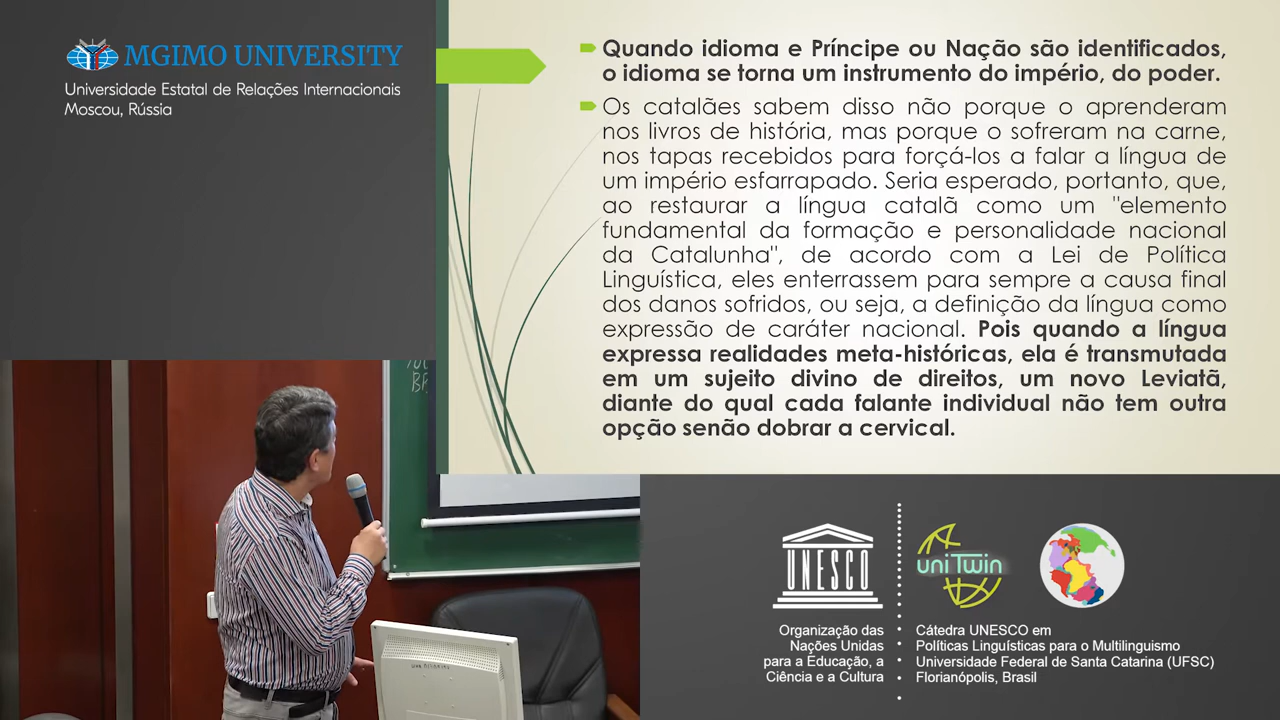 MGIMO UNIVERSITY
Universidade Estatal de Relações Internacionais
Moscou, Rússia
Quando idioma e Príncipe ou Nação são identificados,
o idioma se torna um instrumento do império, do poder.
Os catalães sabem disso não porque o aprenderam
nos livros de história, mas porque o sofreram na carne,
nos tapas recebidos para forçá-los a falar a língua de
um império esfarrapado. Seria esperado, portanto, que,
ao restaurar a língua catalã como um "elemento
fundamental da formação e personalidade nacional
da Catalunha", de acordo com a Lei de Política
Linguística, eles enterrassem para sempre a causa final
dos danos sofridos, ou seja, a definição da língua como
expressão de caráter nacional. Pois quando a língua
expressa realidades meta-históricas, ela é transmutada
em um sujeito divino de direitos, um novo Leviatã,
diante do qual cada falante individual não tem outra
opção senão dobrar a cervical.
UNESCO
Organização das
Nações Unidas
para a Educação, a
Ciência e a Cultura
uniTwin
Cátedra UNESCO em
Políticas Linguísticas para o Multilinguismo
Universidade Federal de Santa Catarina (UFSC)
Florianópolis, Brasil